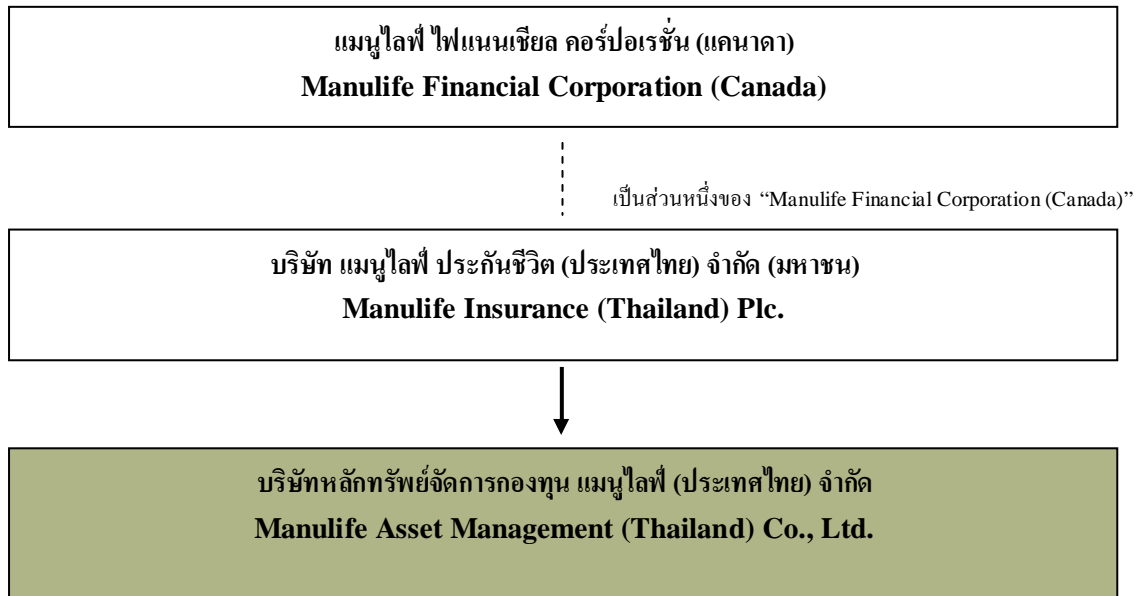 แมนูไลฟ์ ไฟแนนเชียล คอร์ปอเรชั่น (แคนาดา)
Manulife Financial Corporation (Canada)
เป็นส่วนหนึ่งของ “Manulife Financial Corporation (Canada)”
บริษัท แมนูไลฟ์ ประกันชีวิต (ประเทศไทย) จำกัด (มหาชน)
Manulife Insurance (Thailand) Plc.
บริษัทหลักทรัพย์จัดการกองทุน แมนูไลฟ์ (ประเทศไทย) จำกัด
Manulife Asset Management (Thailand) Co., Ltd.